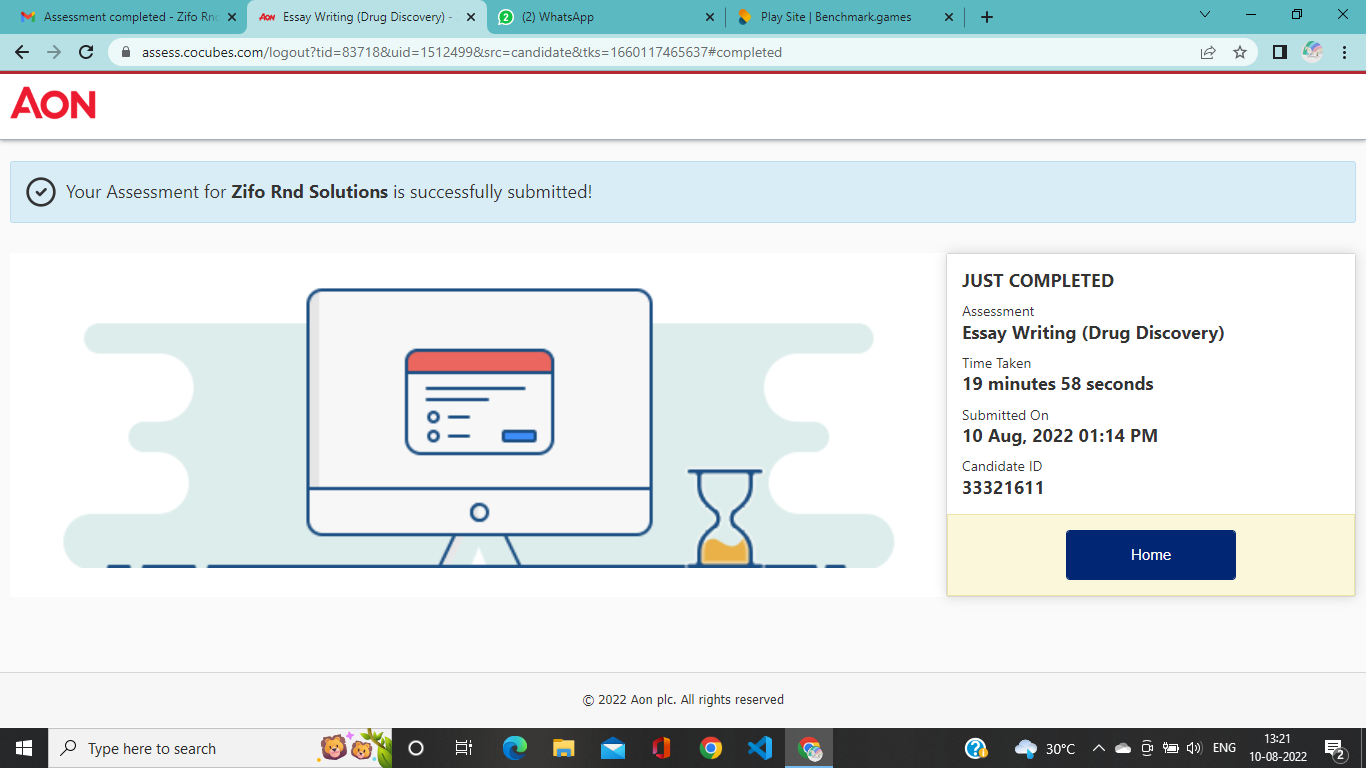 Assessment completed - Zifo Rnd
Essay Writing (Drug Discovery) -
(2) WhatsApp
Play Site | Benchmark.games
assess.cocubes.com/logout?tid=83718&uid=1512499&src=candidate&tks=1660117465637#completed
AON
Your Assessment for Zifo Rnd Solutions is successfully submitted!
JUST COMPLETED
Assessment
Essay Writing (Drug Discovery)
Time Taken
19 minutes 58 seconds
Submitted On
10 Aug, 2022 01:14 PM
Candidate ID
33321611
Home
© 2022 Aon plc. All rights reserved
Type here to search
30°C
ENG
13:21
10-08-2022
2